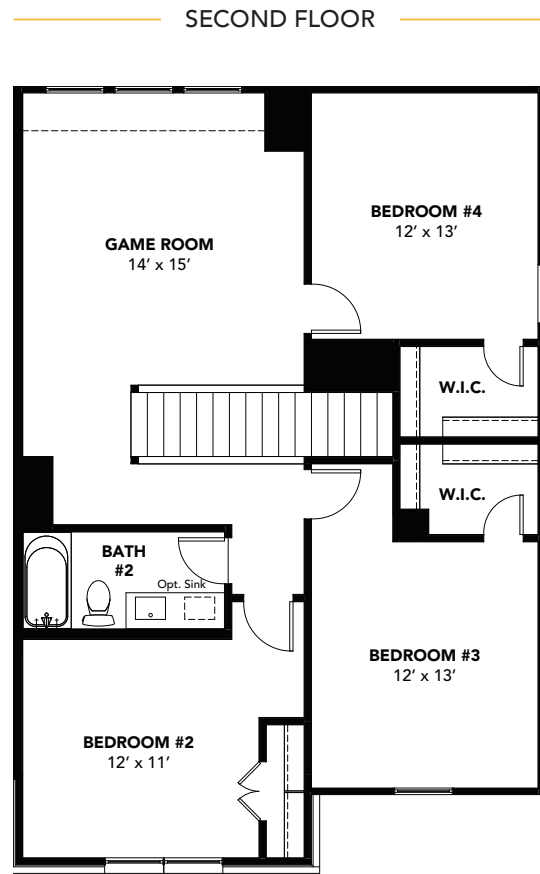 SECOND FLOOR
BEDROOM #4
12’ x 13’
GAME ROOM
14’ x 15’
W.I.C.
W.I.C.
BATH
#2
Opt. Sink
BEDROOM #3
12’ x 13’
BEDROOM #2
12’ x 11’